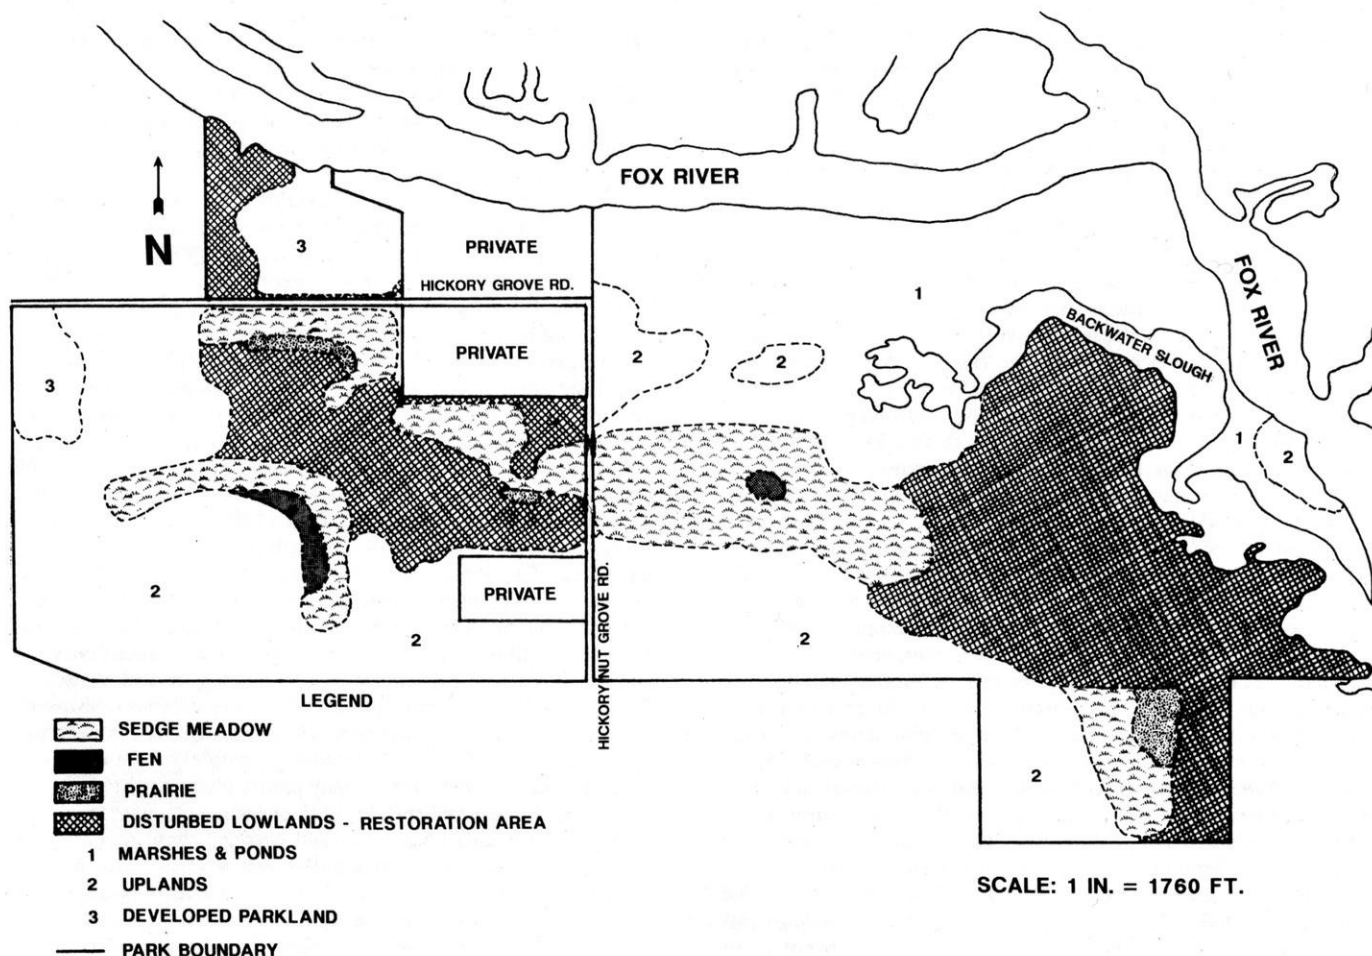 FOX RIVER
N
3
PRIVATE
HICKORY GROVE RD.
1
FOX RIVER
BACKWATER SLOUGH
3
PRIVATE
2
2
1
2
2
2
PRIVATE
HICKORY NUT GROVE RD.
2
2
LEGEND
SEDGE MEADOW
FEN
PRAIRIE
DISTURBED LOWLANDS - RESTORATION AREA
1 MARSHES & PONDS
2 UPLANDS
3 DEVELOPED PARKLAND
PARK BOUNDARY
SCALE: 1 IN. = 1760 FT.